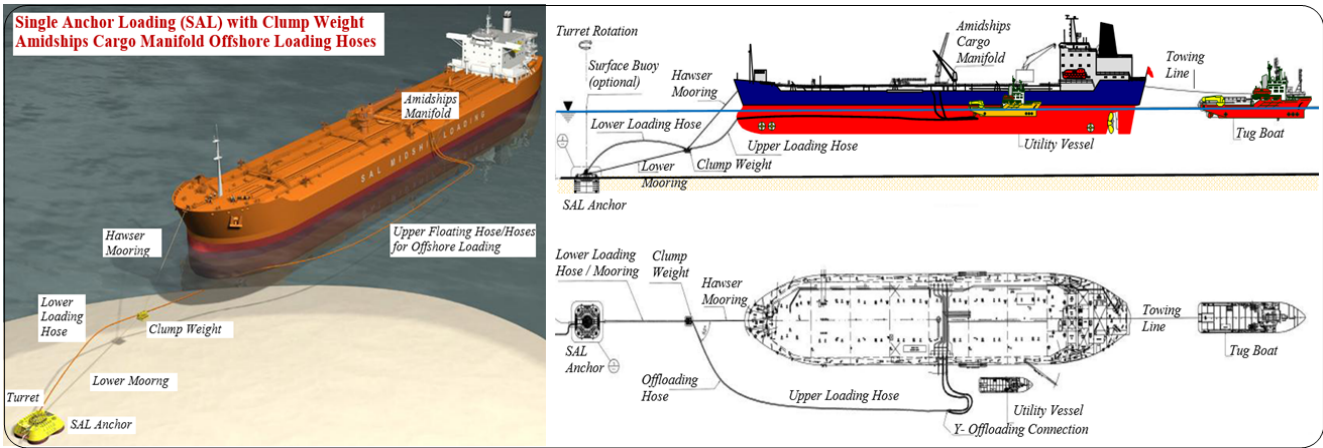 Single Anchor Loading (SAL) with Clump Weight
Amidships Cargo Manifold Offshore Loading Hoses
Amidships
Manifold
SAL MIDSHIP LOADING
Hawser
Mooring
Upper Floating Hose/Hoses
for Offshore Loading
Lower
Loading
Hose
Clump Weight
Lower Moorng
Turret
SAL Anchor
Turret Rotation
Surface Buoy
(optional)
Hawser
Mooring
Amidships
Cargo
Manifold
Towing
Line
Lower Loading Hose
Upper Loading Hose
Utility Vessel
Tug Boat
Clump Weight
Lower
Mooring
SAL Anchor
Lower Loading
Hose / Mooring
Clump
Weight
Hawser
Mooring
Towing
Line
SAL
Anchor
Tug Boat
Offloading
Hose
Upper Loading Hose
Utility Vessel
Y- Offloading Connection